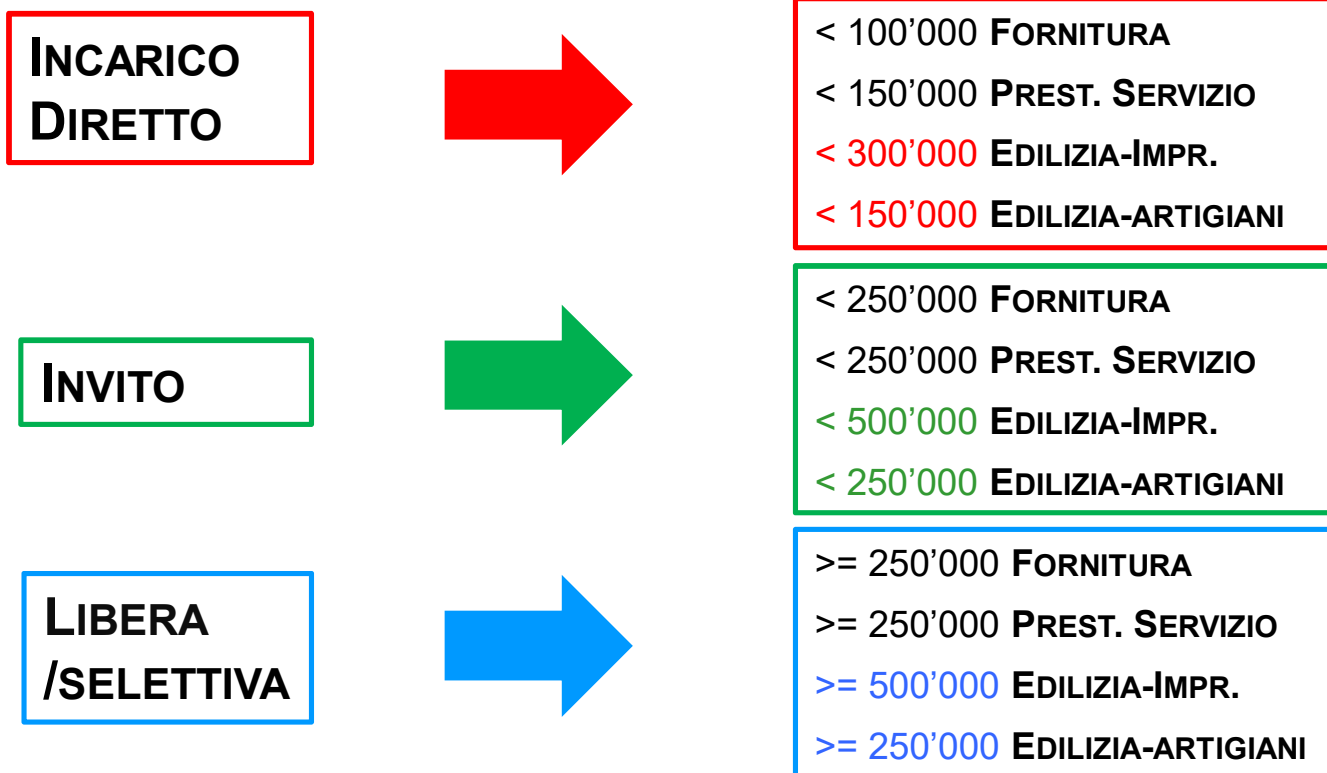 INCARICO
DIRETTO
< 100’000 FORNITURA
< 150’000 PREST. SERVIZIO
< 300’000 EDILIZIA-IMPR.
< 150’000 EDILIZIA-ARTIGIANI
INVITO
< 250’000 FORNITURA
< 250’000 PREST. SERVIZIO
< 500’000 EDILIZIA-IMPR.
< 250’000 EDILIZIA-ARTIGIANI
LIBERA
/SELETTIVA
>= 250’000 FORNITURA
>= 250’000 PREST. SERVIZIO
>= 500’000 EDILIZIA-IMPR.
>= 250’000 EDILIZIA-ARTIGIANI